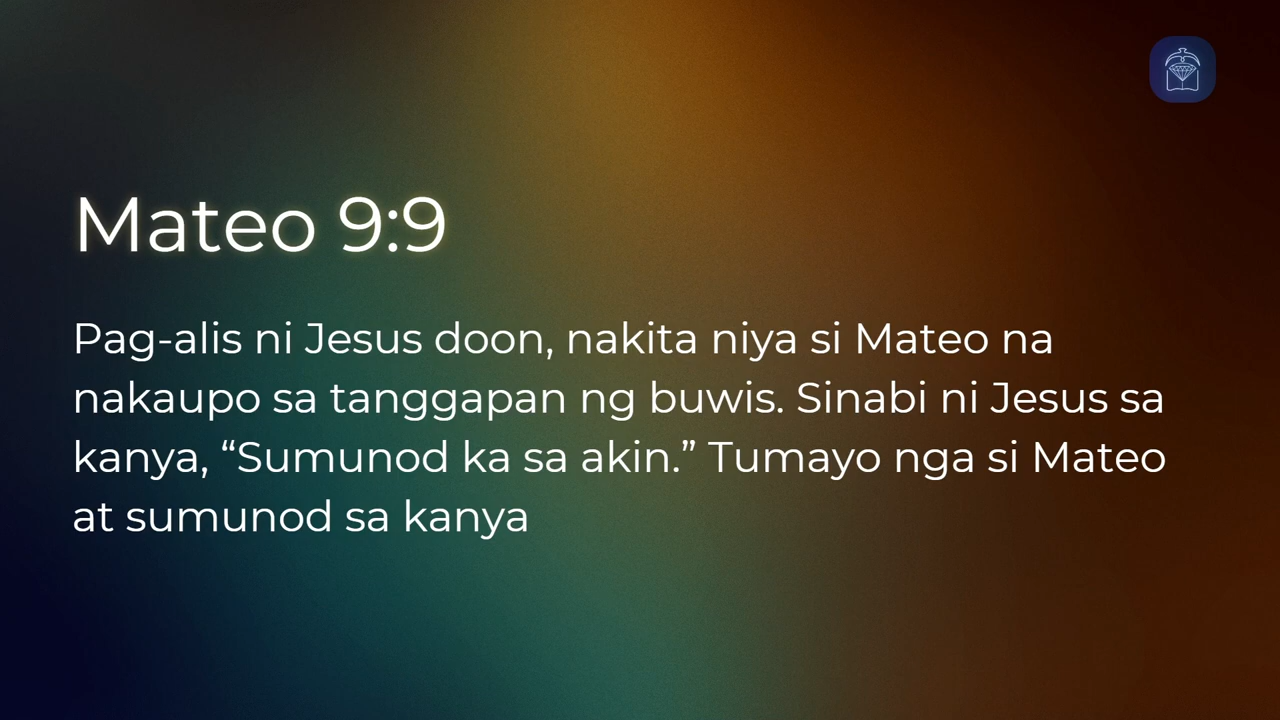 Mateo 9:9
Pag-alis ni Jesus doon, nakita niya si Mateo na
nakaupo sa tanggapan ng buwis. Sinabi ni Jesus sa
kanya, “Sumunod ka sa akin.” Tumayo nga si Mateo
at sumunod sa kanya